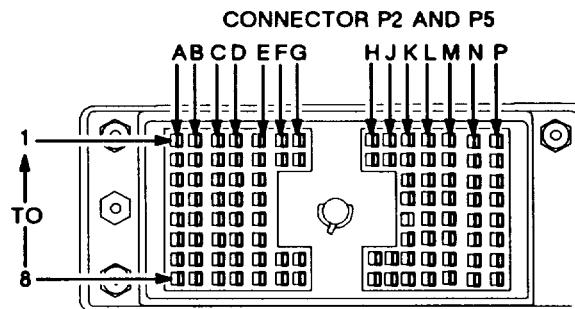 CONNECTOR P2 AND P5
A B C D E F G H J K L M N P
1
TO
8